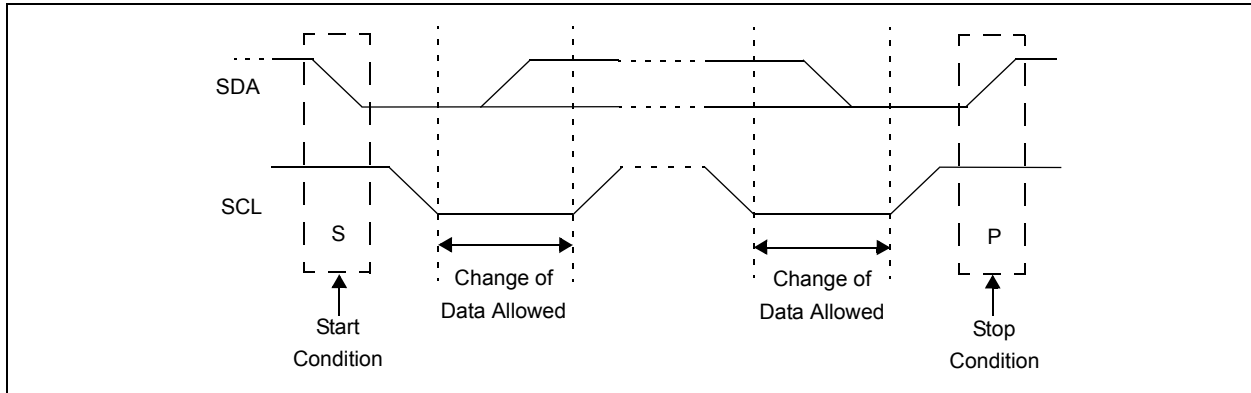 SDA
SCL
S
P
Change of
Data Allowed
Change of
Data Allowed
Start
Condition
Stop
Condition